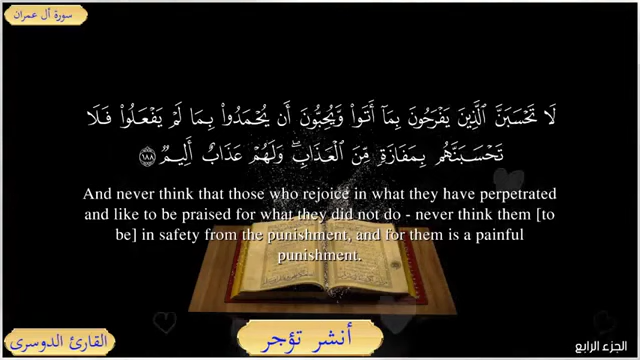 سورة آل عمران
لَا تَحْسَبَنَّ ٱلَّذِينَ يَفْرَحُونَ بِمَآ أَتَوا۟ وَّيُحِبُّونَ أَن يُحْمَدُوا۟ بِمَا لَمْ يَفْعَلُوا۟ فَلَا
تَحْسَبَنَّهُم بِمَفَازَةٍ مِّنَ ٱلْعَذَابِ ۖ وَلَهُمْ عَذَابٌ أَلِيمٌ ١٨٨
And never think that those who rejoice in what they have perpetrated
and like to be praised for what they did not do - never think them [to
be] in safety from the punishment, and for them is a painful
punishment.
القارئ الدوسرى
أنشر تؤجر
الجزء الرابع